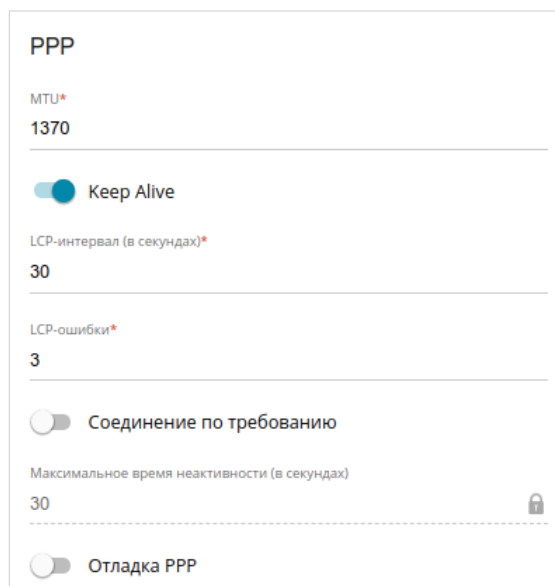 PPP
MTU*
1370
Keep Alive
LCP-интервал (в секундах)*
30
LCP-ошибки*
3
Соединение по требованию
Максимальное время неактивности (в секундах)
30
Отладка PPP